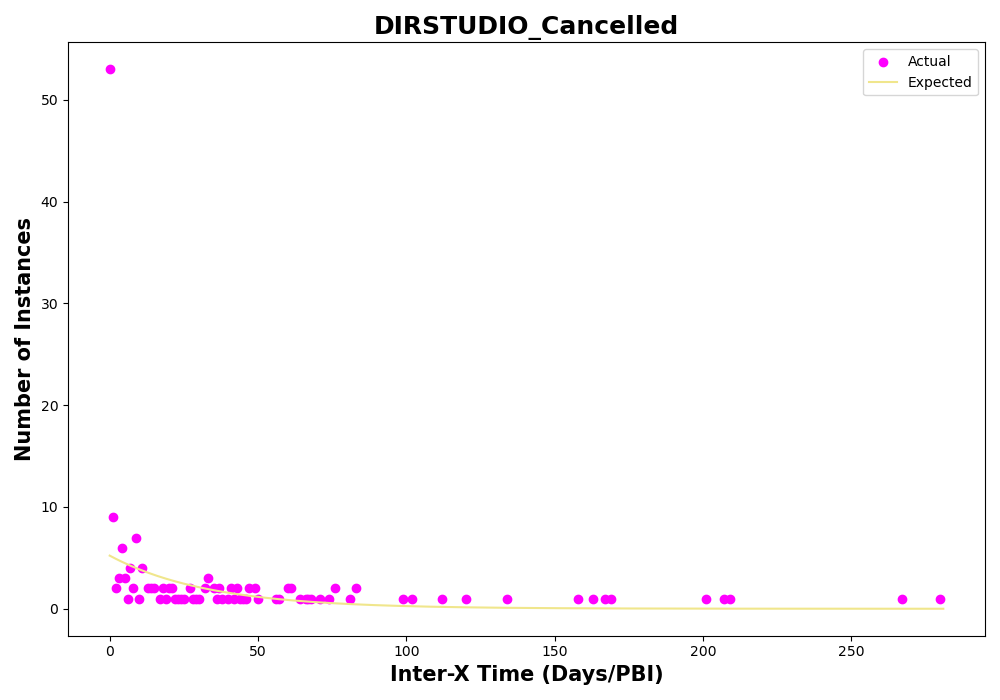 DIRSTUDIO_Cancelled
Actual
Expected
Number of Instances
50
40
30
20
10
0
0 50 100 150 200 250
Inter-X Time (Days/PBI)